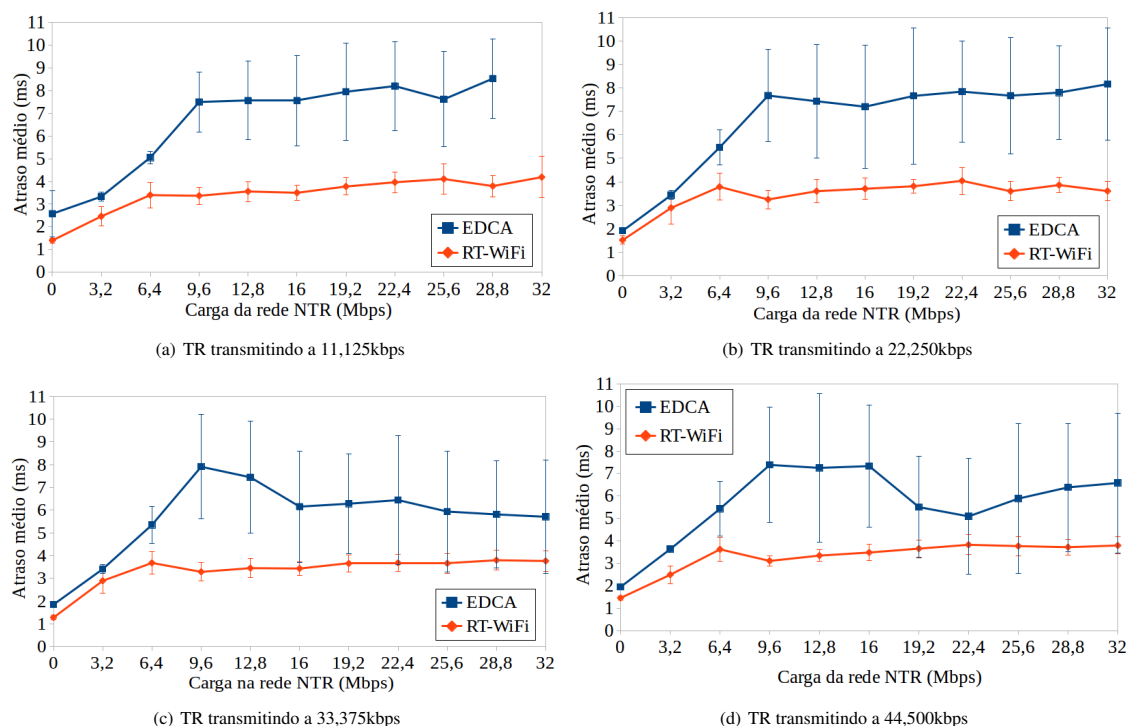 11
10
9
8
7
6
5
4
3
2
1
0
Atraso médio (ms)
EDCA
RT-WiFi
0 3,2 6,4 9,6 12,8 16 19,2 22,4 25,6 28,8 32
Carga da rede NTR (Mbps)
(a) TR transmitindo a 11,125kbps
11
10
9
8
7
6
5
4
3
2
1
0
Atraso médio (ms)
EDCA
RT-WiFi
0 3,2 6,4 9,6 12,8 16 19,2 22,4 25,6 28,8 32
Carga da rede NTR (Mbps)
(b) TR transmitindo a 22,250kbps
11
10
9
8
7
6
5
4
3
2
1
0
Atraso médio (ms)
EDCA
RT-WiFi
0 3,2 6,4 9,6 12,8 16 19,2 22,4 25,6 28,8 32
Carga na rede NTR (Mbps)
(c) TR transmitindo a 33,375kbps
11
10
9
8
7
6
5
4
3
2
1
0
Atraso médio (ms)
EDCA
RT-WiFi
0 3,2 6,4 9,6 12,8 16 19,2 22,4 25,6 28,8 32
Carga da rede NTR (Mbps)
(d) TR transmitindo a 44,500kbps